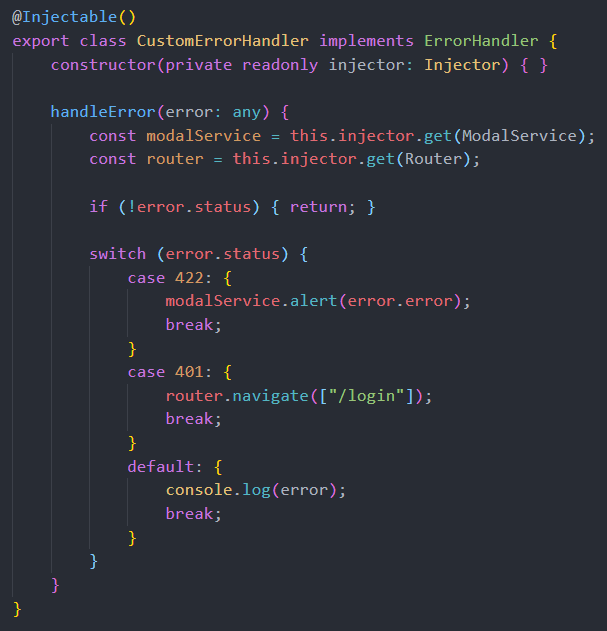 @Injectable()
export class CustomErrorHandler implements ErrorHandler {
    constructor(private readonly injector: Injector) { }

    handleError(error: any) {
        const modalService = this.injector.get(ModalService);
        const router = this.injector.get(Router);

        if (!error.status) { return; }

        switch (error.status) {
            case 422: {
                modalService.alert(error.error);
                break;
            }
            case 401: {
                router.navigate(["/login"]);
                break;
            }
            default: {
                console.log(error);
                break;
            }
        }
    }
}